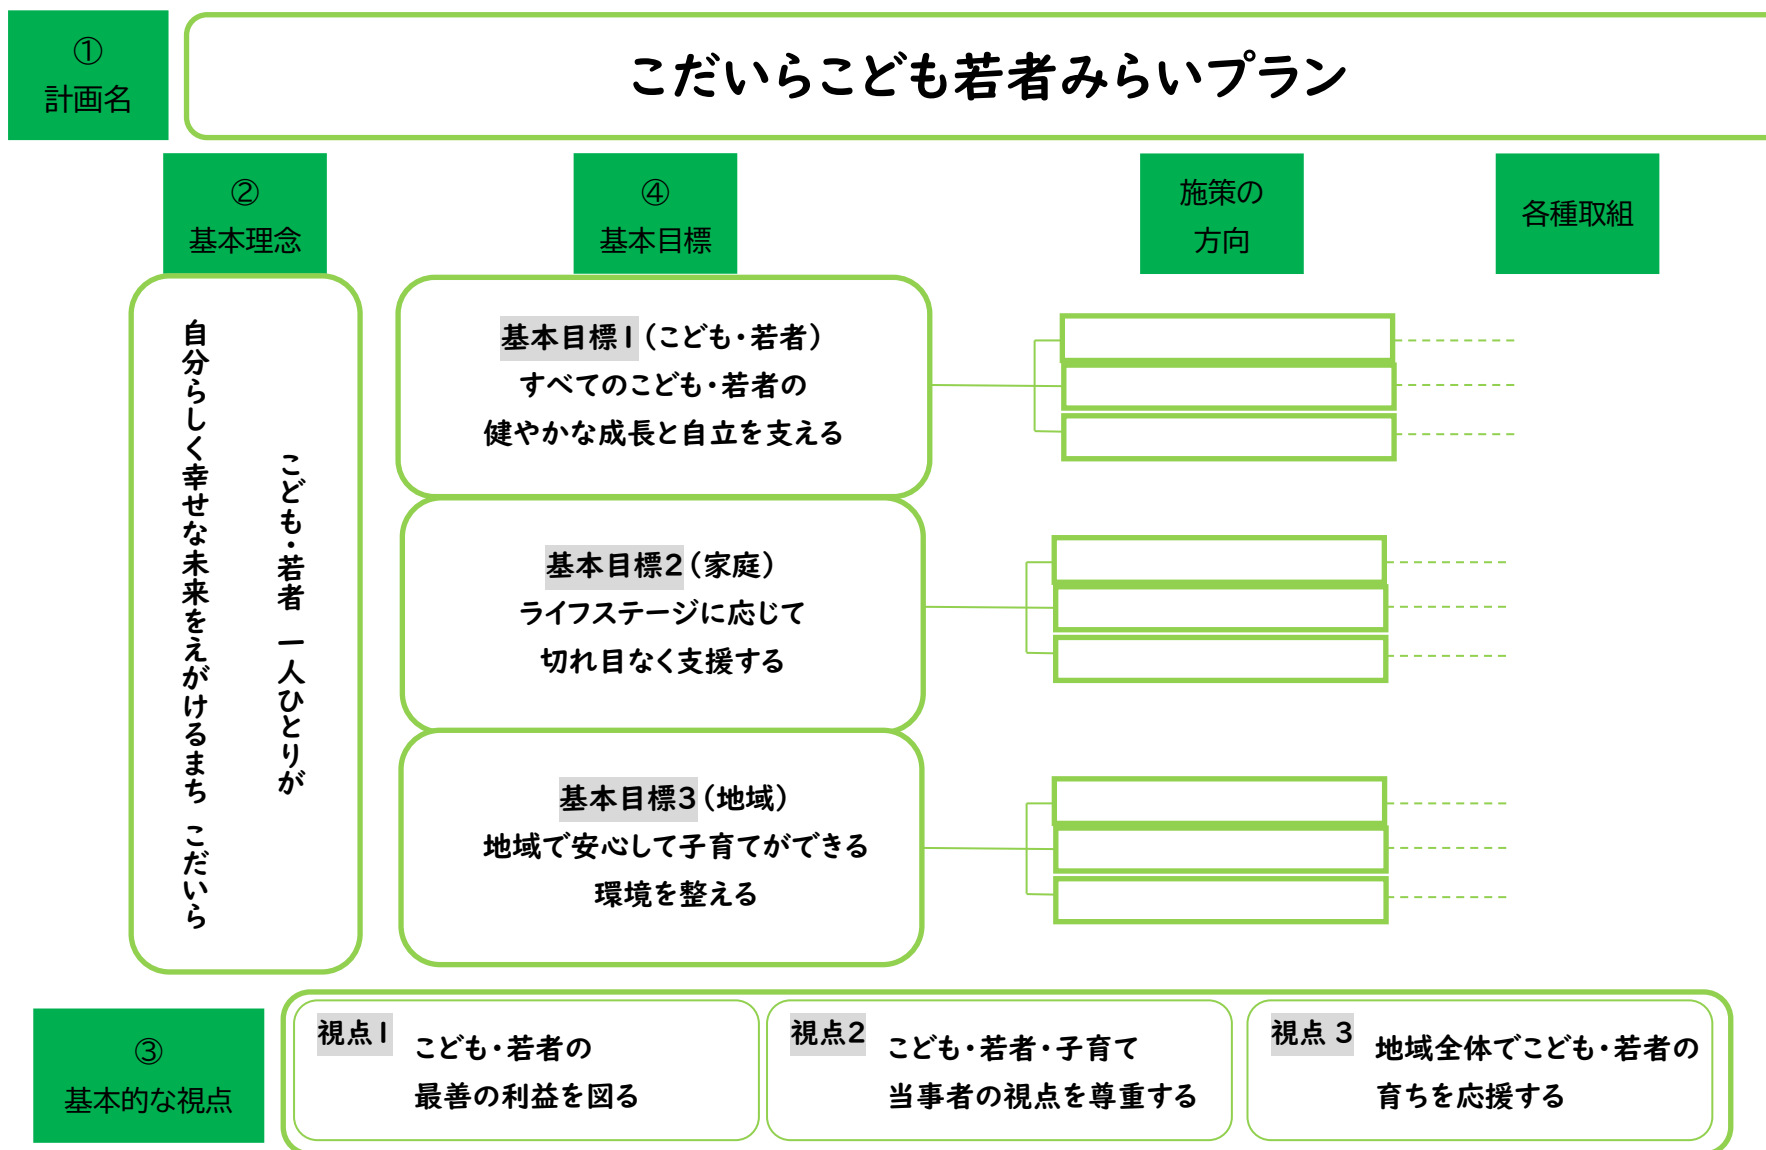 ①
計画名
こだいらこども若者みらいプラン
②
基本理念
④
基本目標
施策の
方向
各種取組
こども・若者 一人ひとりが
自分らしく幸せな未来をえがけるまち こだいら
基本目標1（こども・若者）
すべてのこども・若者の
健やかな成長と自立を支える
基本目標2（家庭）
ライフステージに応じて
切れ目なく支援する
基本目標3（地域）
地域で安心して子育てができる
環境を整える
③
基本的な視点
視点1
こども・若者の
最善の利益を図る
視点2
こども・若者・子育て
当事者の視点を尊重する
視点 3
地域全体でこども・若者の
育ちを応援する